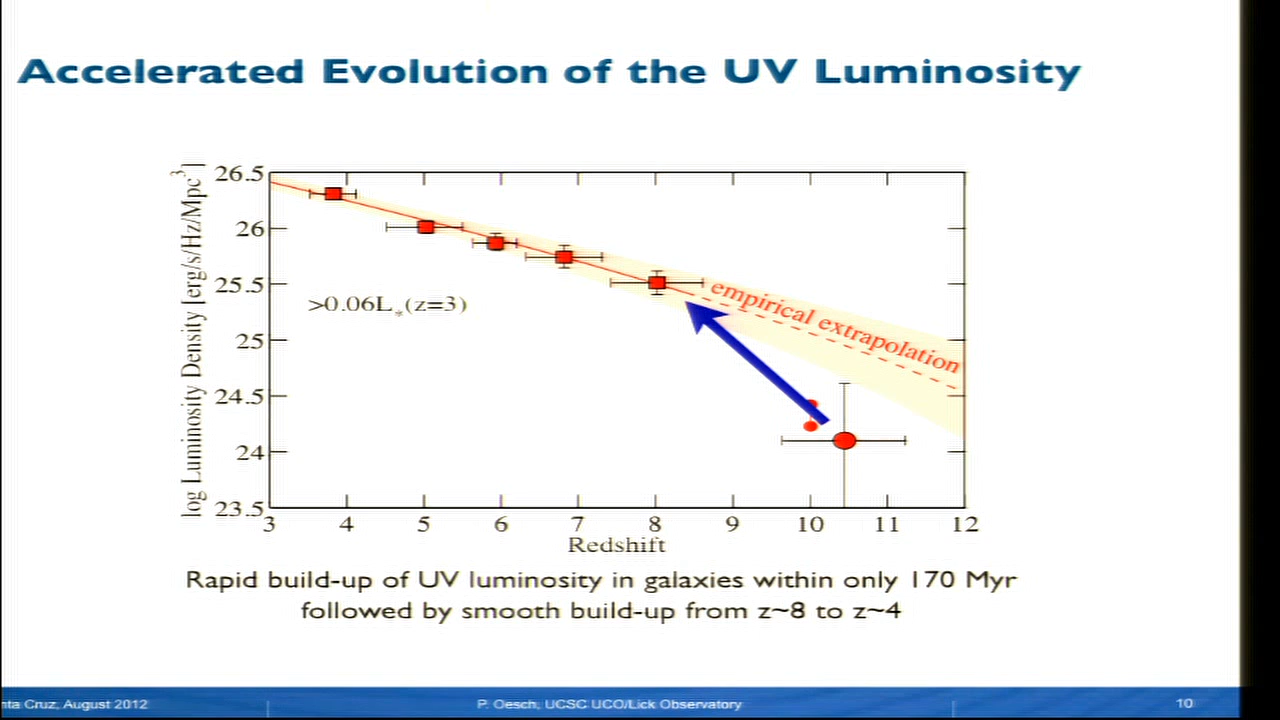 Accelerated Evolution of the UV Luminosity
log Luminosity Density [erg/s/Hz/Mpc³]
26.5
26
25.5
25
24.5
24
23.5
>0.06L*(z=3)
empirical extrapolation
3 4 5 6 7 8 9 10 11 12
Redshift
Rapid build-up of UV luminosity in galaxies within only 170 Myr
followed by smooth build-up from z~8 to z~4
nta Cruz, August 2012
P. Oesch, UCSC UCO/Lick Observatory
10